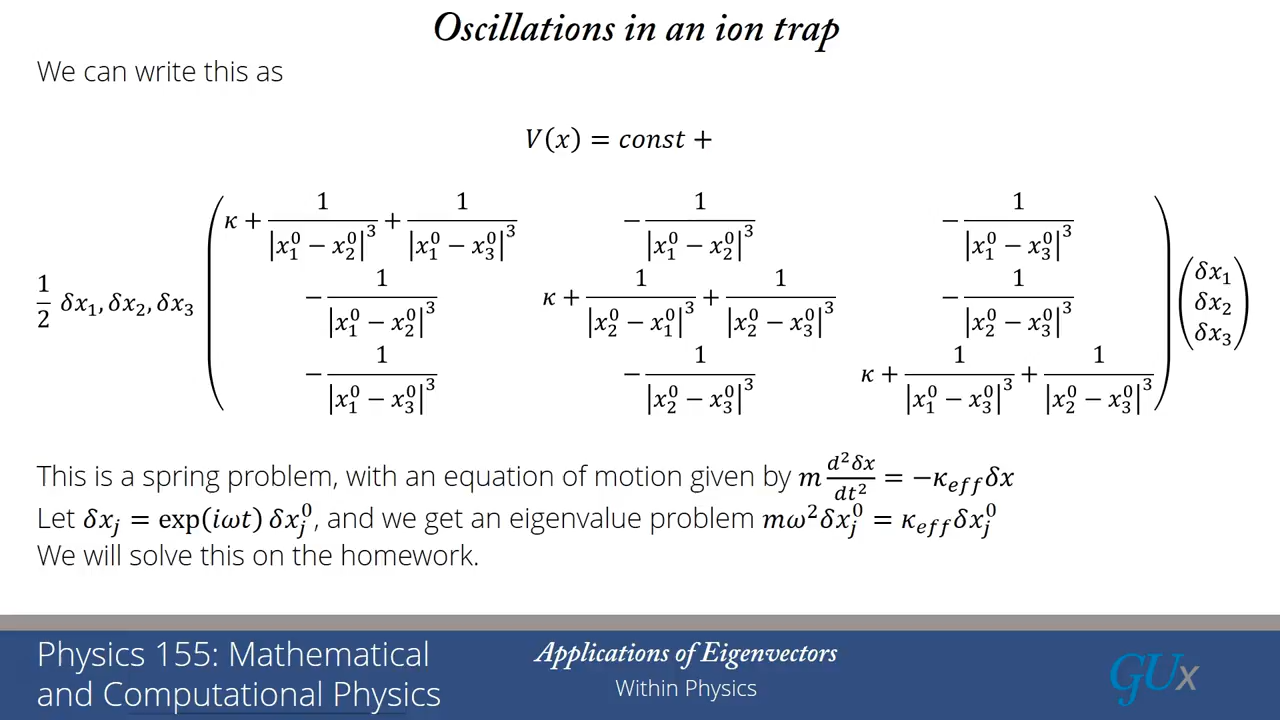 Oscillations in an ion trap
We can write this as
V(x) = const +
1/2 δx₁, δx₂, δx₃ ( κ + 1/|x₁⁰ − x₂⁰|³ + 1/|x₁⁰ − x₃⁰|³   − 1/|x₁⁰ − x₂⁰|³   − 1/|x₁⁰ − x₃⁰|³ ) ( δx₁ )
( − 1/|x₁⁰ − x₂⁰|³   κ + 1/|x₂⁰ − x₁⁰|³ + 1/|x₂⁰ − x₃⁰|³   − 1/|x₂⁰ − x₃⁰|³ ) ( δx₂ )
( − 1/|x₁⁰ − x₃⁰|³   − 1/|x₂⁰ − x₃⁰|³   κ + 1/|x₁⁰ − x₃⁰|³ + 1/|x₂⁰ − x₃⁰|³ ) ( δx₃ )
This is a spring problem, with an equation of motion given by m d²δx/dt² = −κ_eff δx
Let δxⱼ = exp(iωt) δxⱼ⁰, and we get an eigenvalue problem mω²δxⱼ⁰ = κ_eff δxⱼ⁰
We will solve this on the homework.
Physics 155: Mathematical
and Computational Physics
Applications of Eigenvectors
Within Physics
GUx